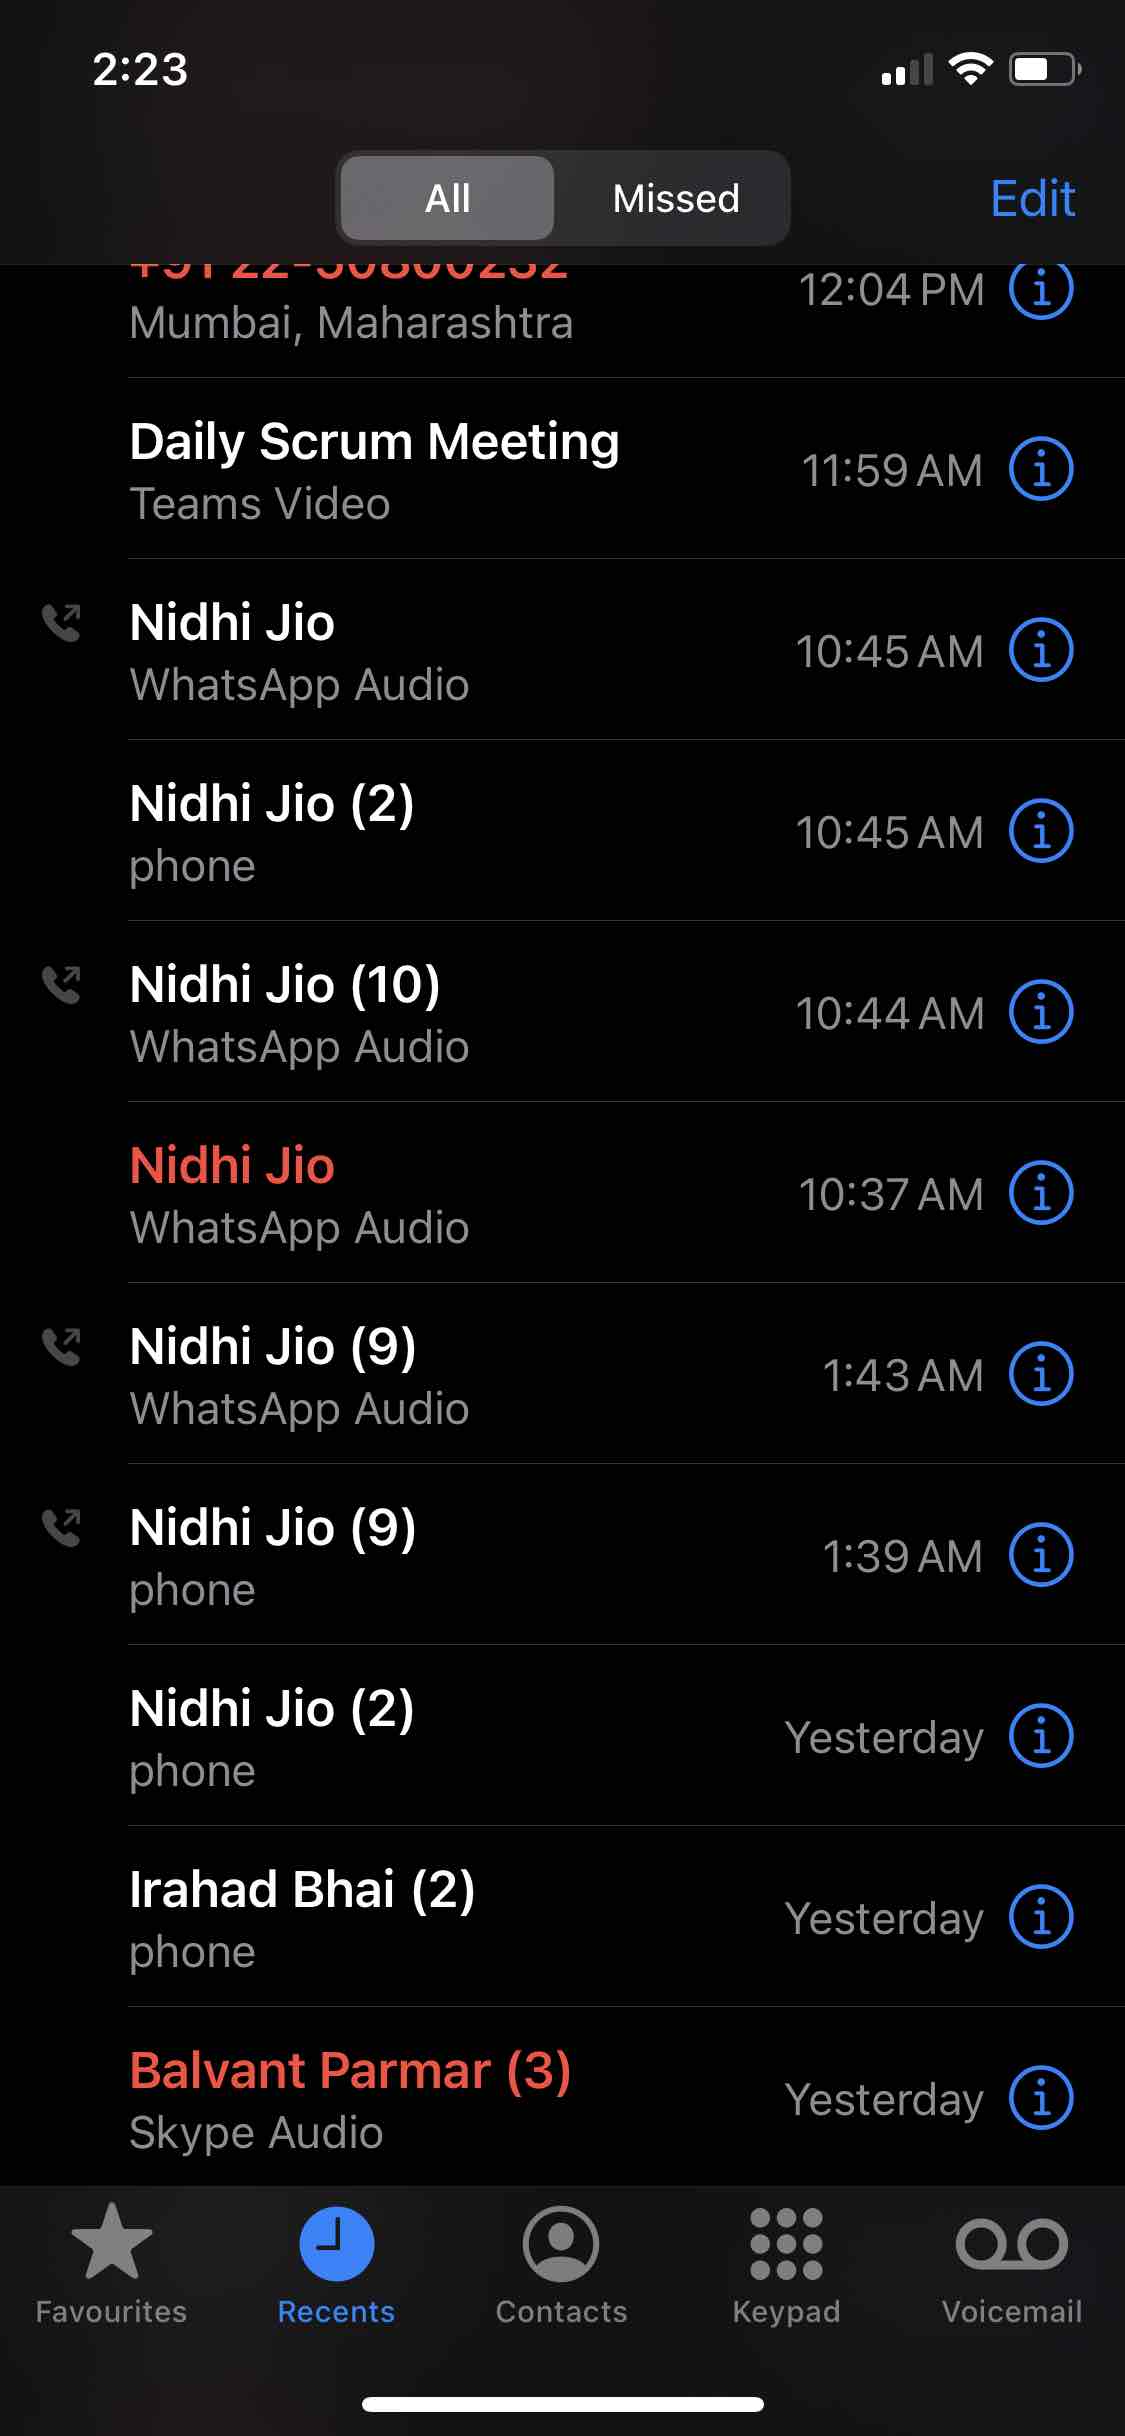 2:23
All
Missed
Edit
12:04 PM
Mumbai, Maharashtra
Daily Scrum Meeting
11:59 AM
Teams Video
Nidhi Jio
10:45 AM
WhatsApp Audio
Nidhi Jio (2)
10:45 AM
phone
Nidhi Jio (10)
10:44 AM
WhatsApp Audio
Nidhi Jio
10:37 AM
WhatsApp Audio
Nidhi Jio (9)
1:43 AM
WhatsApp Audio
Nidhi Jio (9)
1:39 AM
phone
Nidhi Jio (2)
Yesterday
phone
Irahad Bhai (2)
Yesterday
phone
Balvant Parmar (3)
Yesterday
Skype Audio
Favourites
Recents
Contacts
Keypad
Voicemail